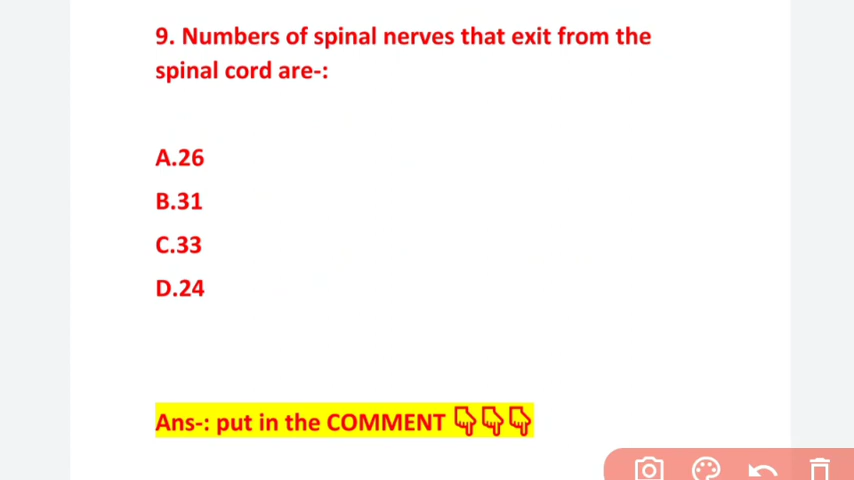 9. Numbers of spinal nerves that exit from the
spinal cord are-:
A.26
B.31
C.33
D.24
Ans-: put in the COMMENT 👇👇👇